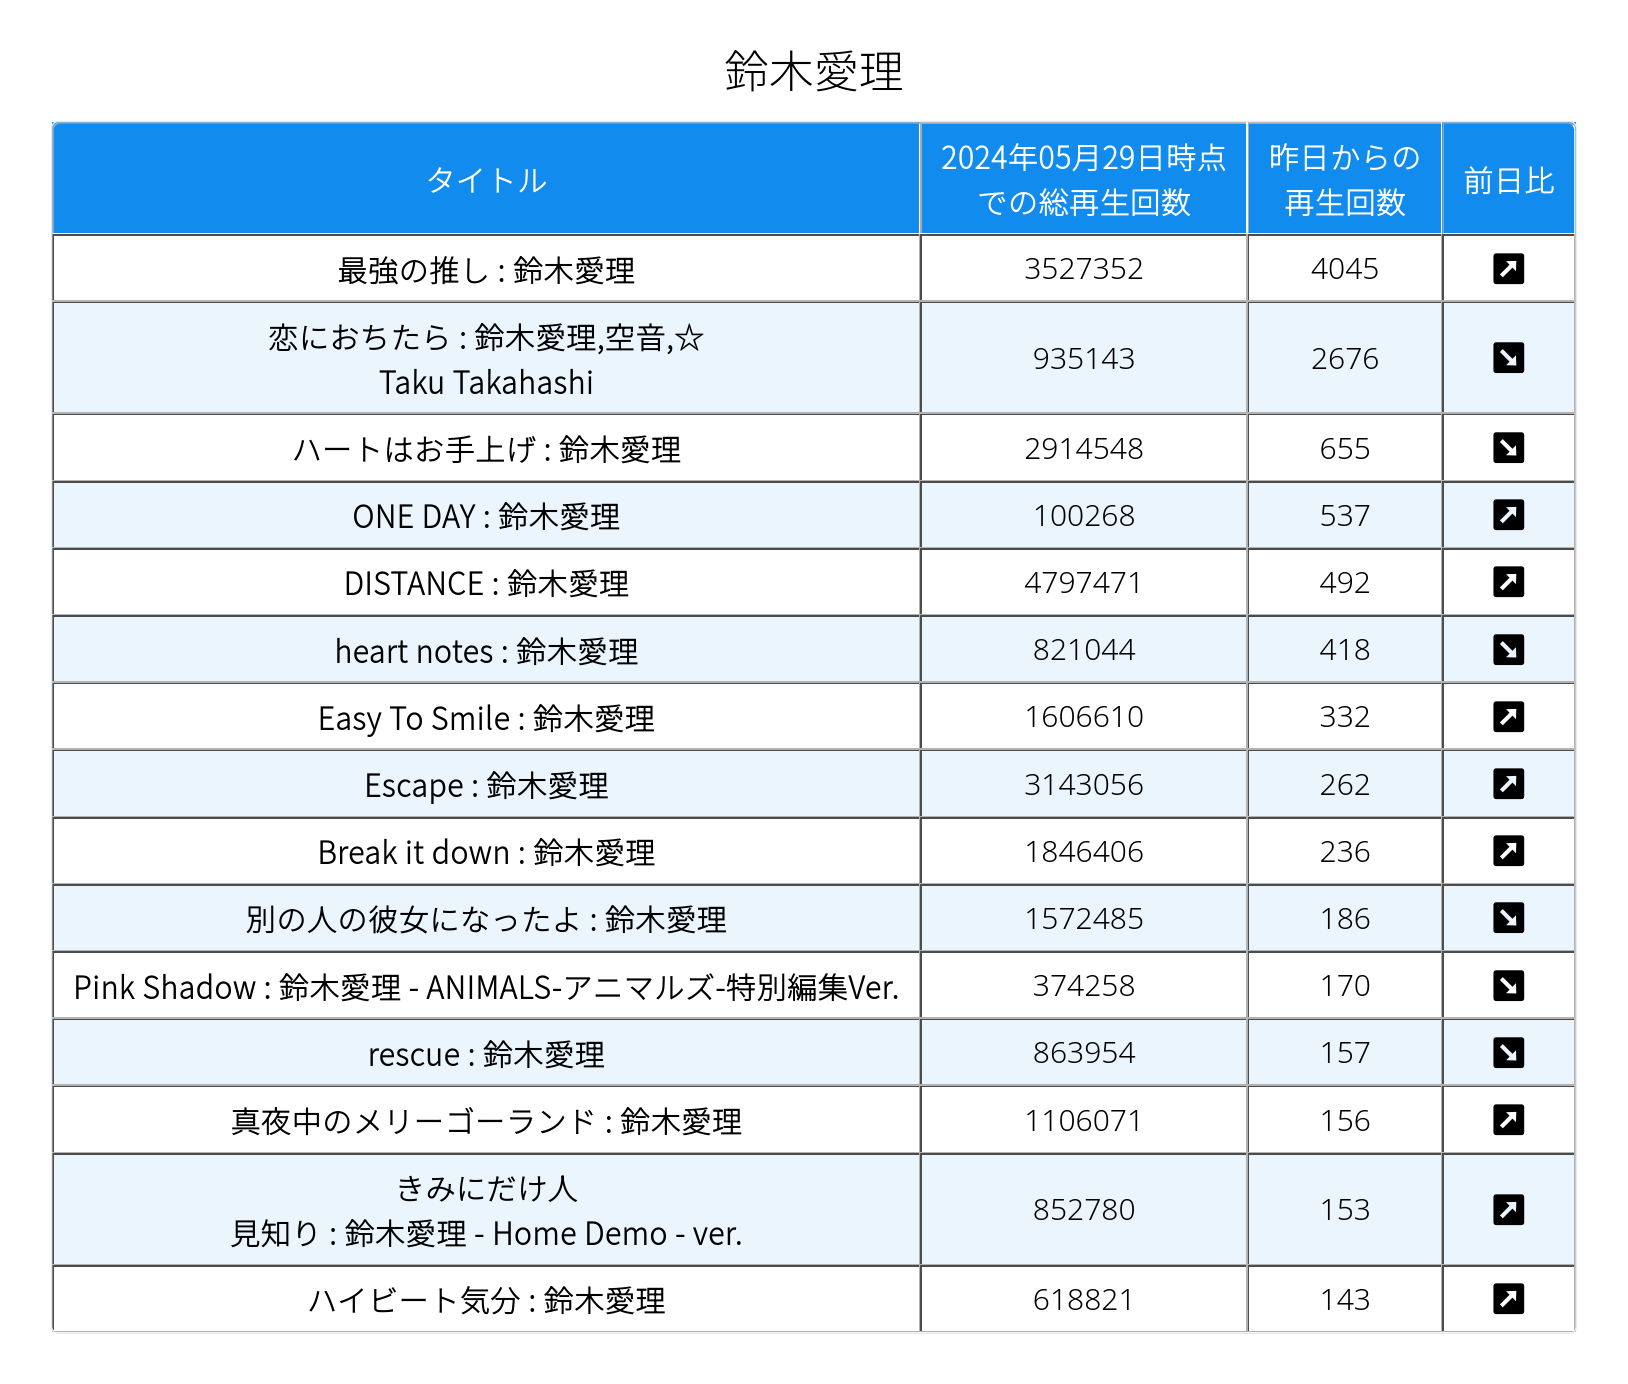 鈴木愛理
タイトル
2024年05月29日時点
での総再生回数
昨日からの
再生回数
前日比
最強の推し : 鈴木愛理 3527352 4045
恋におちたら : 鈴木愛理,空音,☆
Taku Takahashi
935143 2676
ハートはお手上げ : 鈴木愛理 2914548 655
ONE DAY : 鈴木愛理 100268 537
DISTANCE : 鈴木愛理 4797471 492
heart notes : 鈴木愛理 821044 418
Easy To Smile : 鈴木愛理 1606610 332
Escape : 鈴木愛理 3143056 262
Break it down : 鈴木愛理 1846406 236
別の人の彼女になったよ : 鈴木愛理 1572485 186
Pink Shadow : 鈴木愛理 - ANIMALS-アニマルズ-特別編集Ver. 374258 170
rescue : 鈴木愛理 863954 157
真夜中のメリーゴーランド : 鈴木愛理 1106071 156
きみにだけ人
見知り : 鈴木愛理 - Home Demo - ver.
852780 153
ハイビート気分 : 鈴木愛理 618821 143